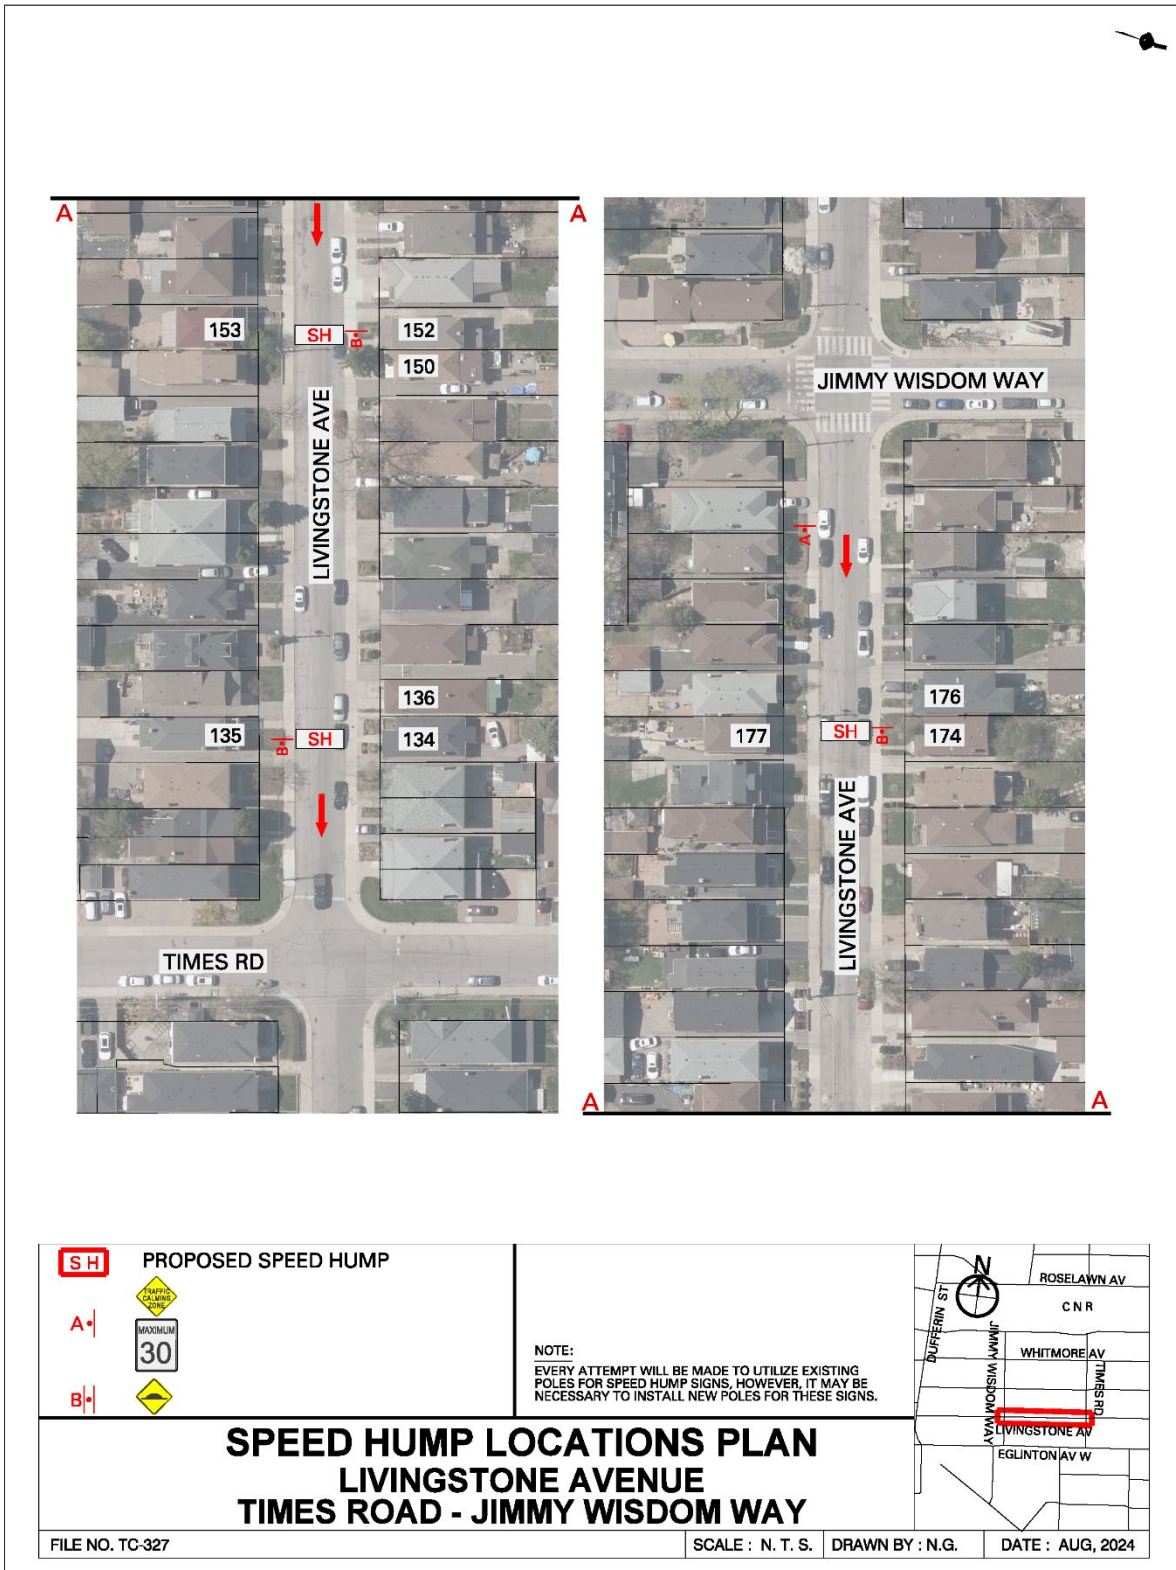 A
A
SH
B
153
152
150
LIVINGSTONE AVE
136
135
134
B
SH
TIMES RD
JIMMY WISDOM WAY
A
176
177
174
SH
B
LIVINGSTONE AVE
A
A
S H
PROPOSED SPEED HUMP
TRAFFIC
CALMING
ZONE
A
MAXIMUM
30
B
NOTE:
EVERY ATTEMPT WILL BE MADE TO UTILIZE EXISTING
POLES FOR SPEED HUMP SIGNS, HOWEVER, IT MAY BE
NECESSARY TO INSTALL NEW POLES FOR THESE SIGNS.
N
ROSELAWN AV
C N R
DUFFERIN ST
JIMMY WISDOM WAY
WHITMORE AV
TIMES RD
LIVINGSTONE AV
EGLINTON AV W
SPEED HUMP LOCATIONS PLAN
LIVINGSTONE AVENUE
TIMES ROAD - JIMMY WISDOM WAY
FILE NO. TC-327
SCALE : N. T. S.
DRAWN BY : N.G.
DATE : AUG, 2024